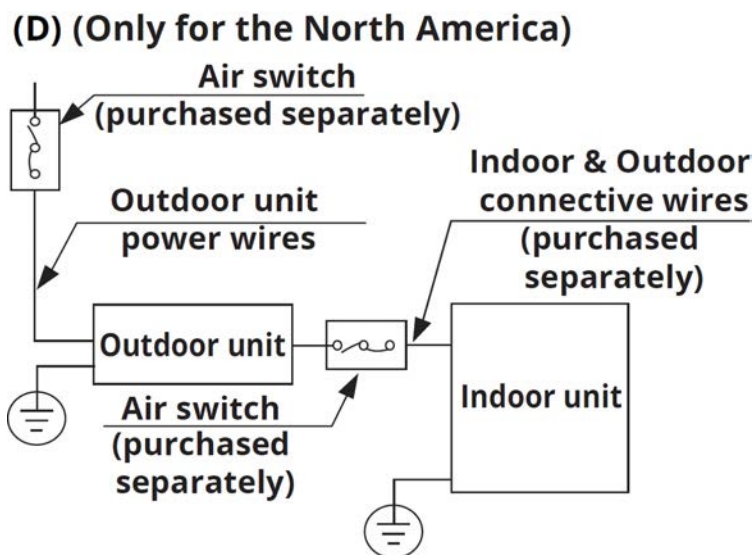 (D) (Only for the North America)
Air switch
(purchased separately)
Indoor & Outdoor
connective wires
(purchased
separately)
Outdoor unit
power wires
Outdoor unit
Air switch
(purchased
separately)
Indoor unit